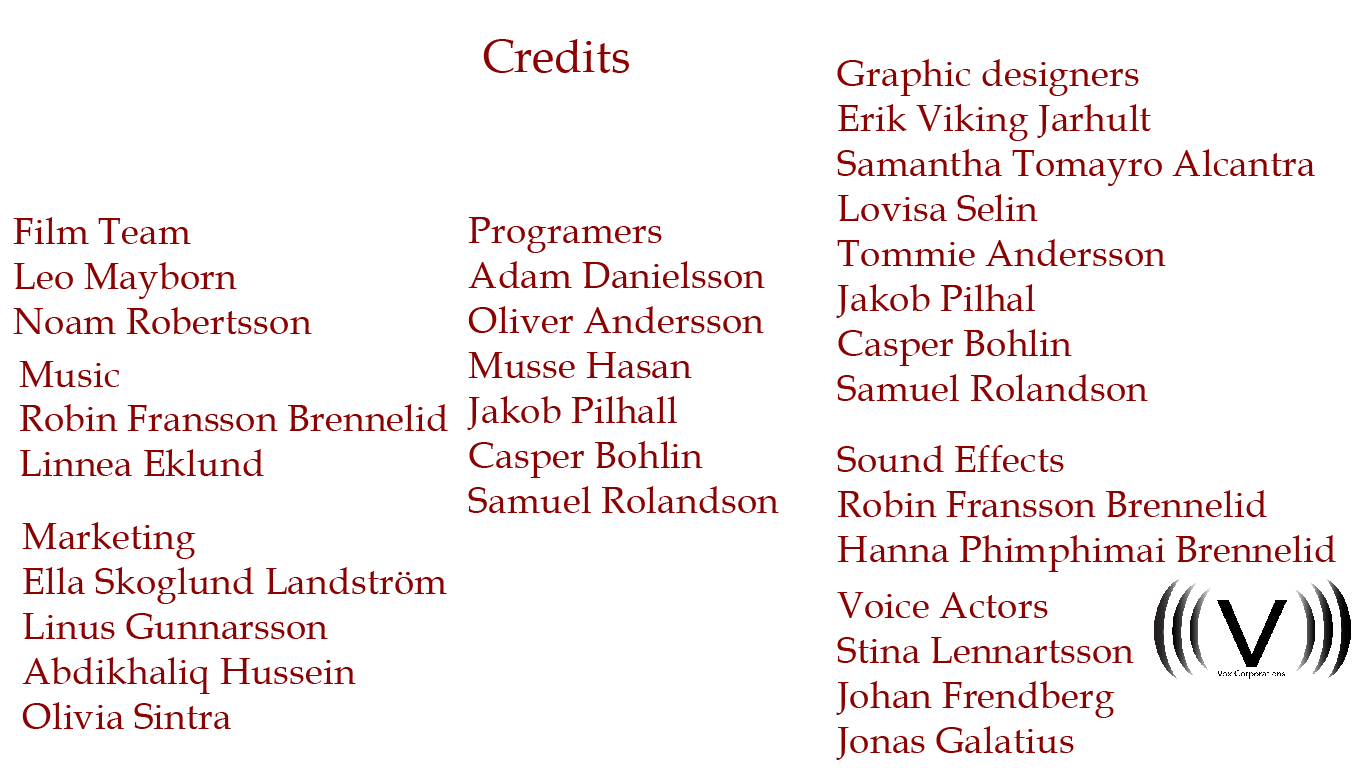 Credits
Film Team
Leo Mayborn
Noam Robertsson
Music
Robin Fransson Brennelid
Linnea Eklund
Marketing
Ella Skoglund Landström
Linus Gunnarsson
Abdikhaliq Hussein
Olivia Sintra
Programers
Adam Danielsson
Oliver Andersson
Musse Hasan
Jakob Pilhall
Casper Bohlin
Samuel Rolandson
Graphic designers
Erik Viking Jarhult
Samantha Tomayro Alcantra
Lovisa Selin
Tommie Andersson
Jakob Pilhal
Casper Bohlin
Samuel Rolandson
Sound Effects
Robin Fransson Brennelid
Hanna Phimphimai Brennelid
Voice Actors
Stina Lennartsson
Johan Frendberg
Jonas Galatius
V
Vox Corporations